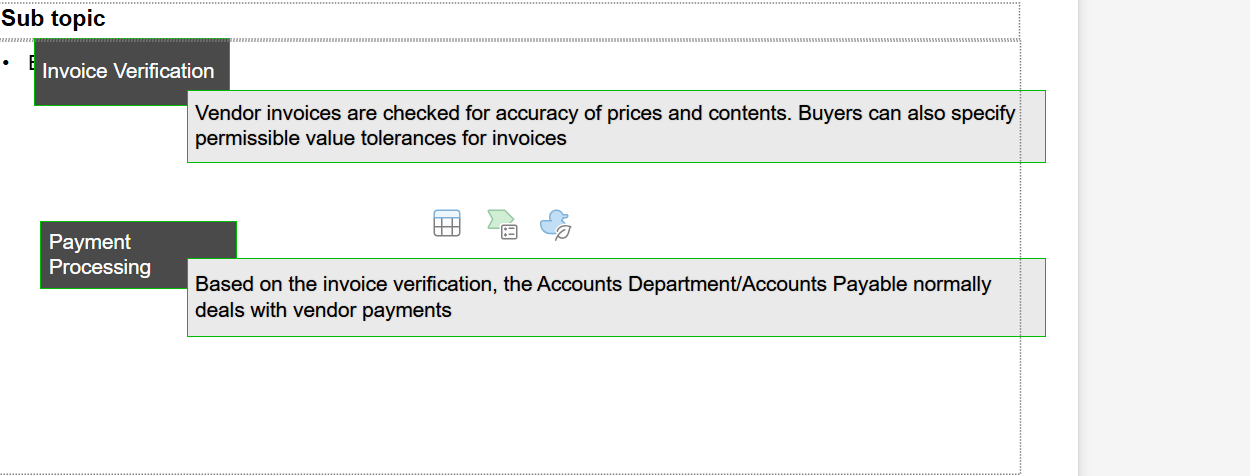 Sub topic
•
Invoice Verification
Vendor invoices are checked for accuracy of prices and contents. Buyers can also specify
permissible value tolerances for invoices
Payment
Processing
Based on the invoice verification, the Accounts Department/Accounts Payable normally
deals with vendor payments